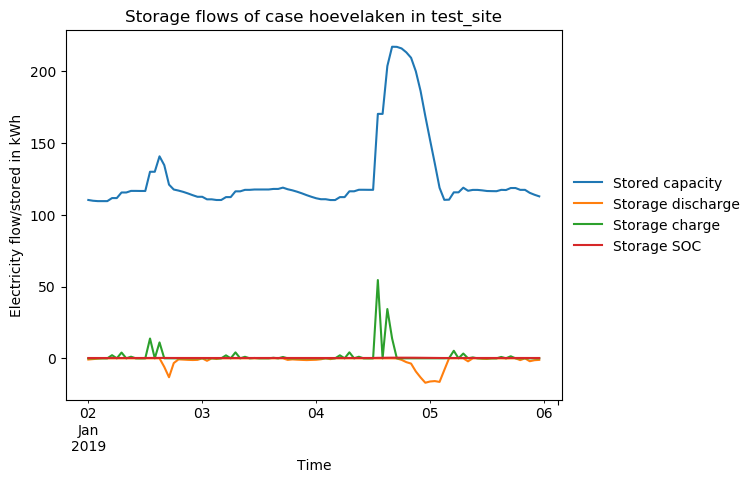 Storage flows of case hoevelaken in test_site
Electricity flow/stored in kWh
200
150
100
50
0
02
Jan
2019
03
04
05
06
Time
Stored capacity
Storage discharge
Storage charge
Storage SOC